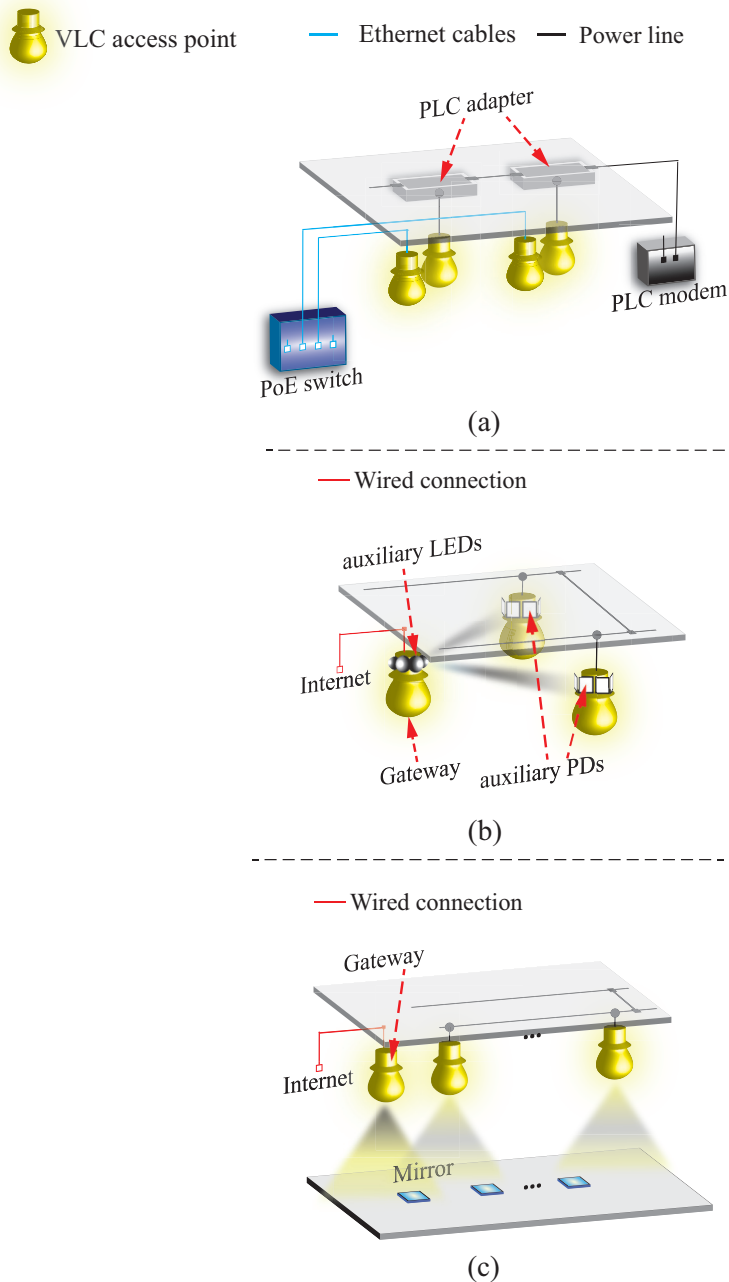 VLC access point
Ethernet cables
Power line
PLC adapter
PLC modem
PoE switch
(a)
Wired connection
auxiliary LEDs
Internet
Gateway
auxiliary PDs
(b)
Wired connection
Gateway
Internet
Mirror
(c)